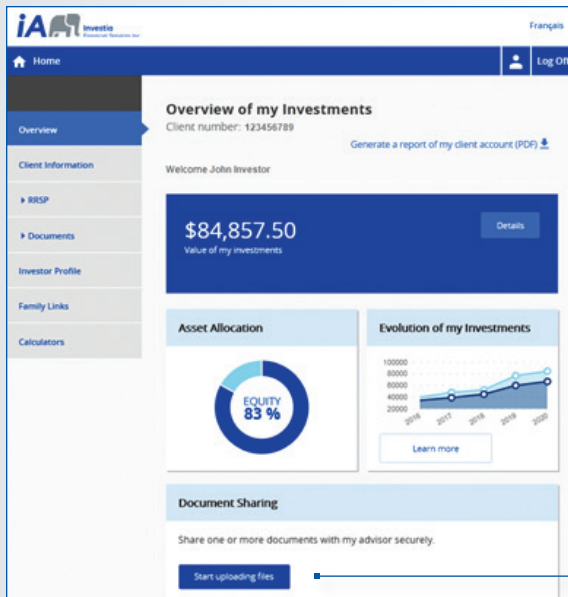 iA Investia
Financial Services Inc.
Français
Home
Log Off
Overview
Client Information
RRSP
Documents
Investor Profile
Family Links
Calculators
Overview of my Investments
Client number: 123456789
Generate a report of my client account (PDF)
Welcome John Investor
$84,857.50
Value of my investments
Details
Asset Allocation
EQUITY
83 %
Evolution of my Investments
100000
80000
60000
40000
20000
2016 2017 2018 2019 2020
Learn more
Document Sharing
Share one or more documents with my advisor securely.
Start uploading files